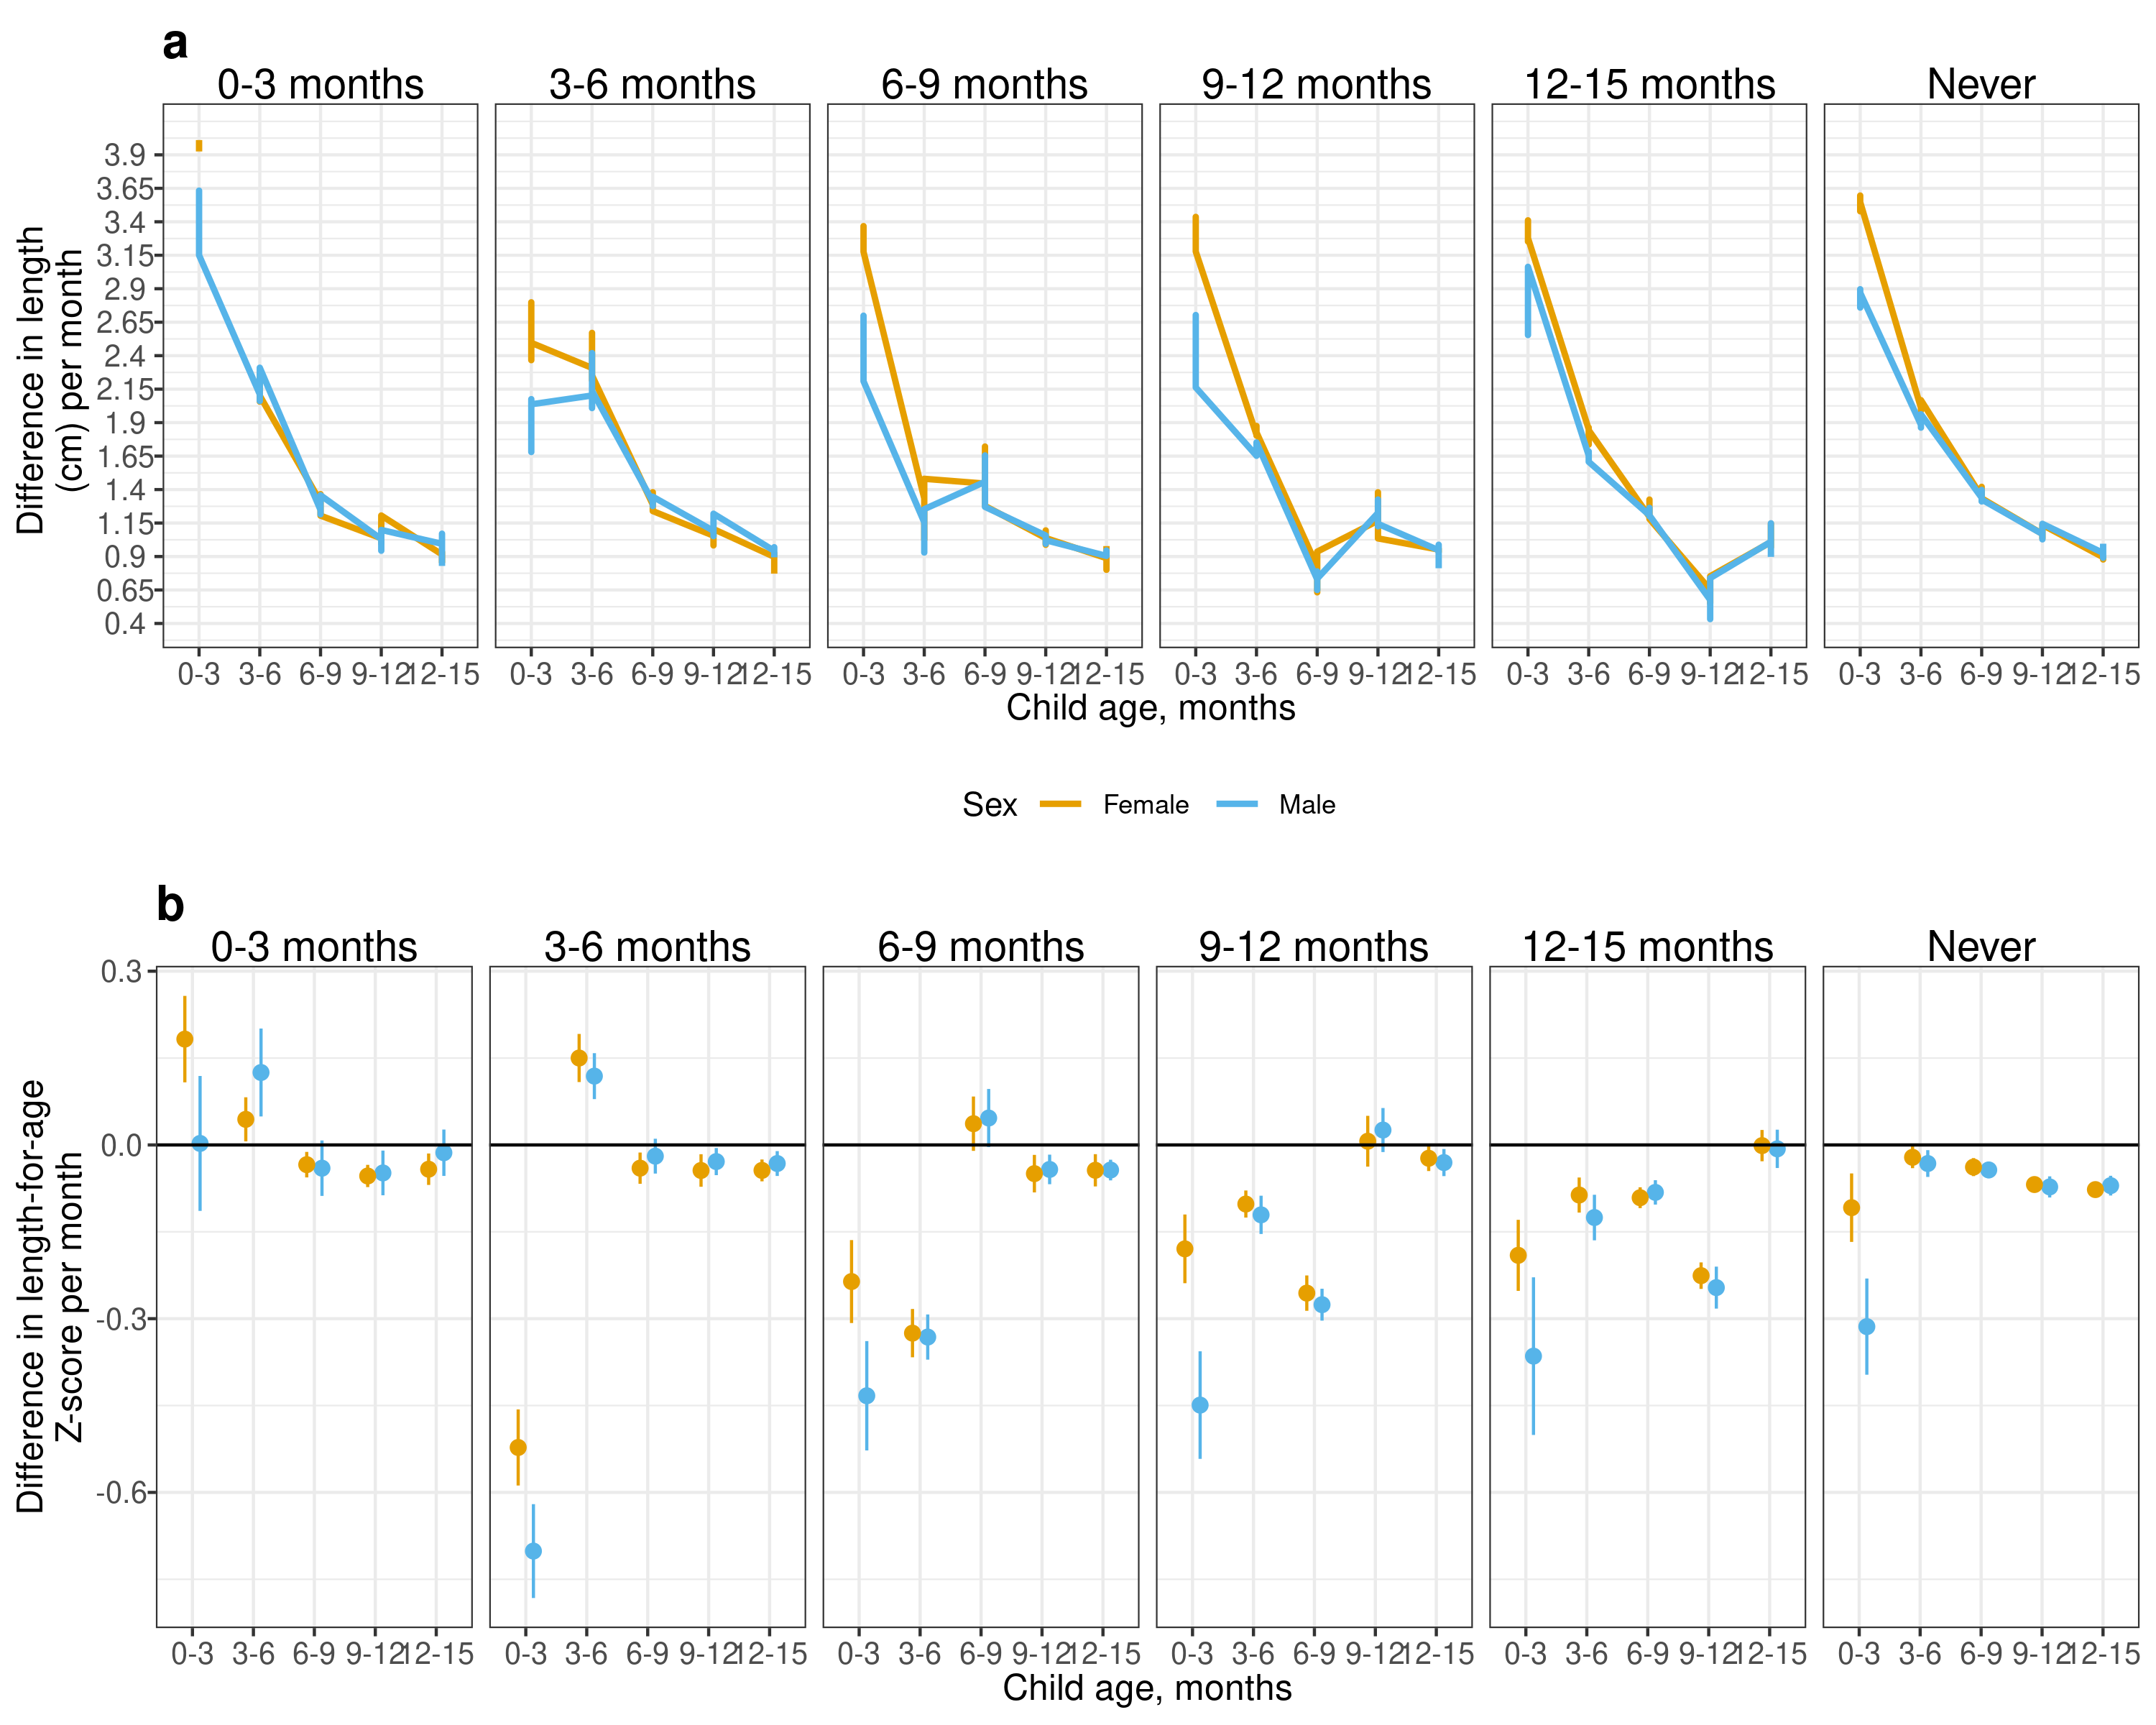 a
0-3 months 3-6 months 6-9 months 9-12 months 12-15 months Never
Difference in length
(cm) per month
3.9
3.65
3.4
3.15
2.9
2.65
2.4
2.15
1.9
1.65
1.4
1.15
0.9
0.65
0.4
0-3 3-6 6-9 9-12 12-15 0-3 3-6 6-9 9-12 12-15 0-3 3-6 6-9 9-12 12-15 0-3 3-6 6-9 9-12 12-15 0-3 3-6 6-9 9-12 12-15 0-3 3-6 6-9 9-12 12-15
Child age, months
Sex Female Male
b
0-3 months 3-6 months 6-9 months 9-12 months 12-15 months Never
Difference in length-for-age
Z-score per month
0.3
0.0
-0.3
-0.6
0-3 3-6 6-9 9-12 12-15 0-3 3-6 6-9 9-12 12-15 0-3 3-6 6-9 9-12 12-15 0-3 3-6 6-9 9-12 12-15 0-3 3-6 6-9 9-12 12-15 0-3 3-6 6-9 9-12 12-15
Child age, months